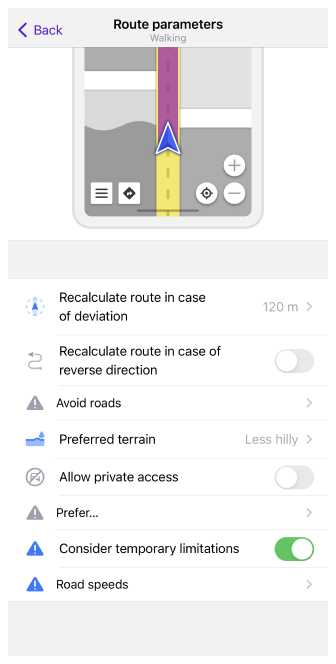 Back
Route parameters
Walking
Recalculate route in case
of deviation
120 m
Recalculate route in case of
reverse direction
Avoid roads
Preferred terrain
Less hilly
Allow private access
Prefer...
Consider temporary limitations
Road speeds